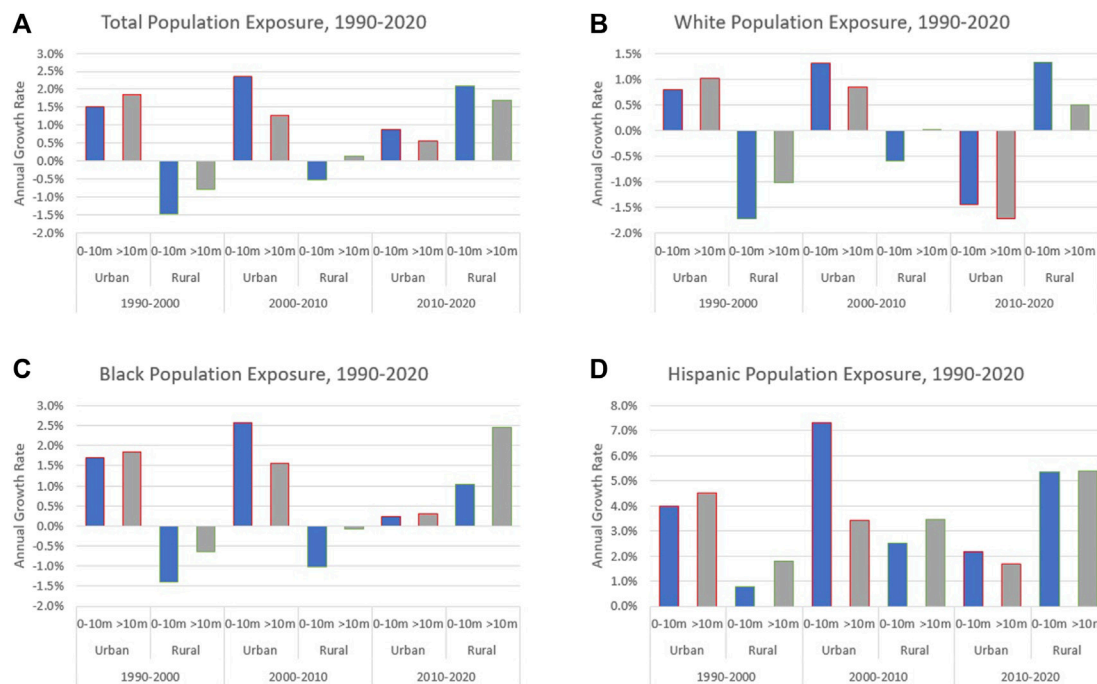 A
Total Population Exposure, 1990-2020
Annual Growth Rate
3.0%
2.5%
2.0%
1.5%
1.0%
0.5%
0.0%
-0.5%
-1.0%
-1.5%
-2.0%
0-10m >10m 0-10m >10m 0-10m >10m 0-10m >10m 0-10m >10m 0-10m >10m
Urban Rural Urban Rural Urban Rural
1990-2000 2000-2010 2010-2020
B
White Population Exposure, 1990-2020
Annual Growth Rate
1.5%
1.0%
0.5%
0.0%
-0.5%
-1.0%
-1.5%
-2.0%
0-10m >10m 0-10m >10m 0-10m >10m 0-10m >10m 0-10m >10m 0-10m >10m
Urban Rural Urban Rural Urban Rural
1990-2000 2000-2010 2010-2020
C
Black Population Exposure, 1990-2020
Annual Growth Rate
3.0%
2.5%
2.0%
1.5%
1.0%
0.5%
0.0%
-0.5%
-1.0%
-1.5%
-2.0%
0-10m >10m 0-10m >10m 0-10m >10m 0-10m >10m 0-10m >10m 0-10m >10m
Urban Rural Urban Rural Urban Rural
1990-2000 2000-2010 2010-2020
D
Hispanic Population Exposure, 1990-2020
Annual Growth Rate
8.0%
7.0%
6.0%
5.0%
4.0%
3.0%
2.0%
1.0%
0.0%
0-10m >10m 0-10m >10m 0-10m >10m 0-10m >10m 0-10m >10m 0-10m >10m
Urban Rural Urban Rural Urban Rural
1990-2000 2000-2010 2010-2020